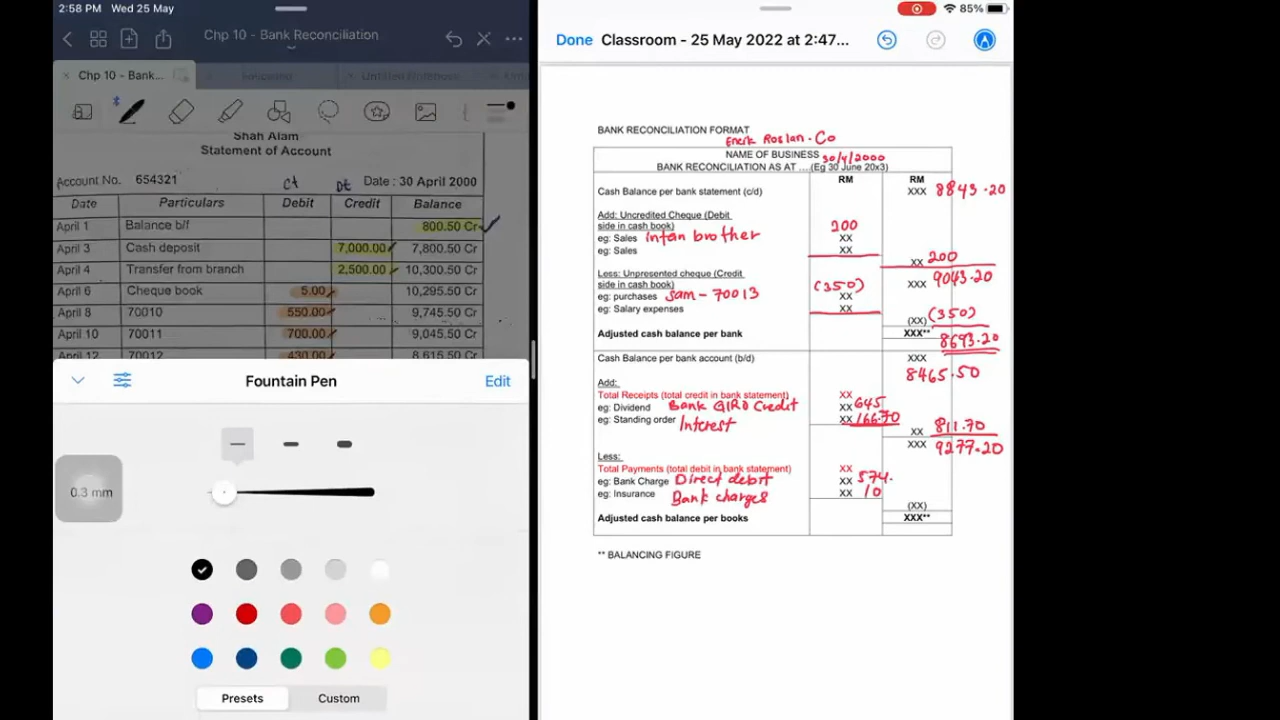 2:58 PM Wed 25 May
85%
Chp 10 - Bank Reconciliation
Chp 10 - Bank...
Untitled Notebook
Shah Alam
Statement of Account
Account No. 654321
Ct
Dt
Date : 30 April 2000
Date Particulars Debit Credit Balance
April 1 Balance b/f 800.50 Cr
April 3 Cash deposit 7,000.00 7,800.50 Cr
April 4 Transfer from branch 2,500.00 10,300.50 Cr
April 6 Cheque book 5.00 10,295.50 Cr
April 8 70010 550.00 9,745.50 Cr
April 10 70011 700.00 9,045.50 Cr
April 12 70012 430.00 8,615.50 Cr
Fountain Pen
Edit
0.3 mm
Presets
Custom
Done Classroom - 25 May 2022 at 2:47...
BANK RECONCILIATION FORMAT
Encik Roslan . Co
NAME OF BUSINESS
30/4/2000
BANK RECONCILIATION AS AT ....(Eg 30 June 20x3)
RM RM
Cash Balance per bank statement (c/d) XXX 8843.20
Add: Uncredited Cheque (Debit
side in cash book) 200
eg: Sales intan brother XX
eg: Sales XX
XX 200
Less: Unpresented cheque (Credit
side in cash book) (350) XXX 9043.20
eg: purchases Sam - 70013 XX
eg: Salary expenses XX
(XX) (350)
Adjusted cash balance per bank XXX**
8693.20
Cash Balance per bank account (b/d) XXX
8465.50
Add:
Total Receipts (total credit in bank statement) XX
eg: Dividend Bank GIRO Credit XX 645
eg: Standing order Interest XX 166.70
XX 811.70
XXX 9277.20
Less:
Total Payments (total debit in bank statement) XX
eg: Bank Charge Direct debit XX 574.
eg: Insurance Bank charges XX 10
(XX)
Adjusted cash balance per books XXX**
** BALANCING FIGURE